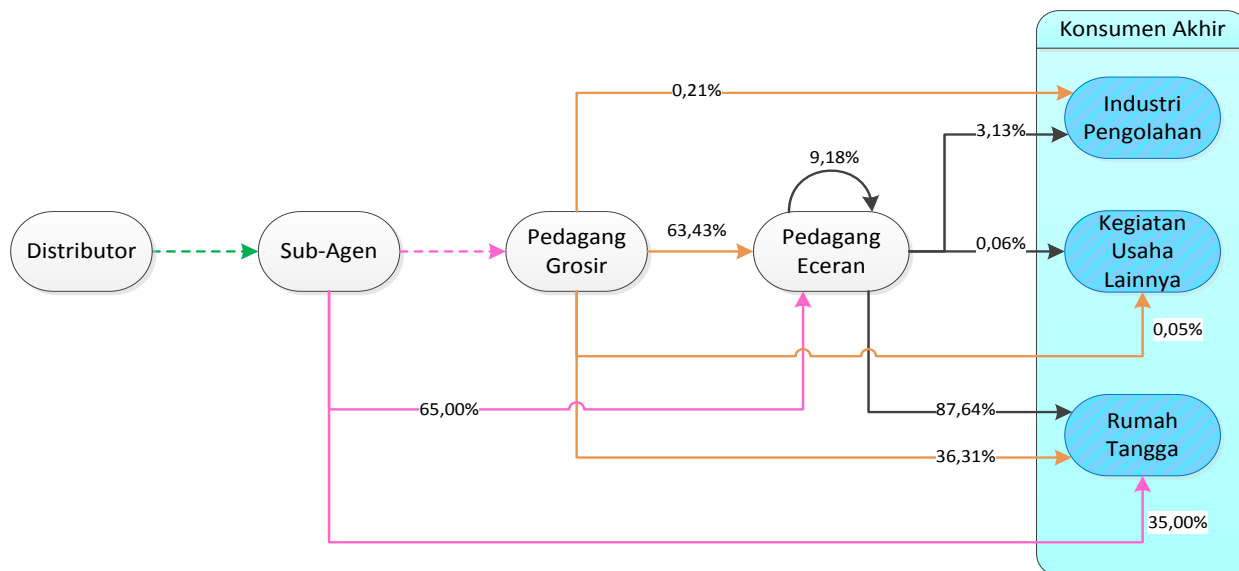 Konsumen Akhir
0,21%
Industri
Pengolahan
3,13%
9,18%
Distributor
Sub-Agen
Pedagang
Grosir
63,43%
Pedagang
Eceran
0,06%
Kegiatan
Usaha
Lainnya
0,05%
65,00%
87,64%
Rumah
Tangga
36,31%
35,00%